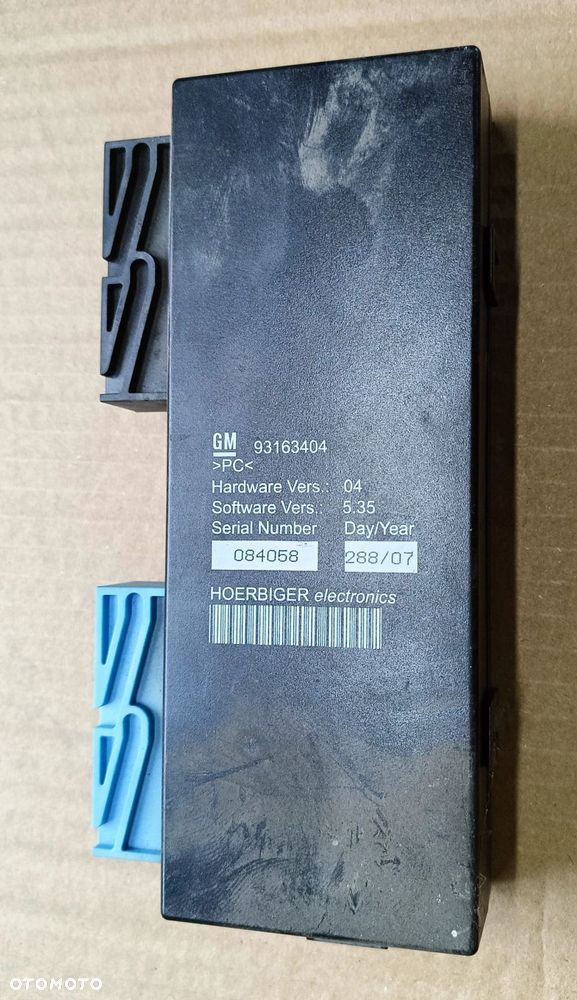 GM 93163404
>PC<
Hardware Vers.: 04
Software Vers.: 5.35
Serial Number Day/Year
084058 288/07
HOERBIGER electronics
OTOMOTO